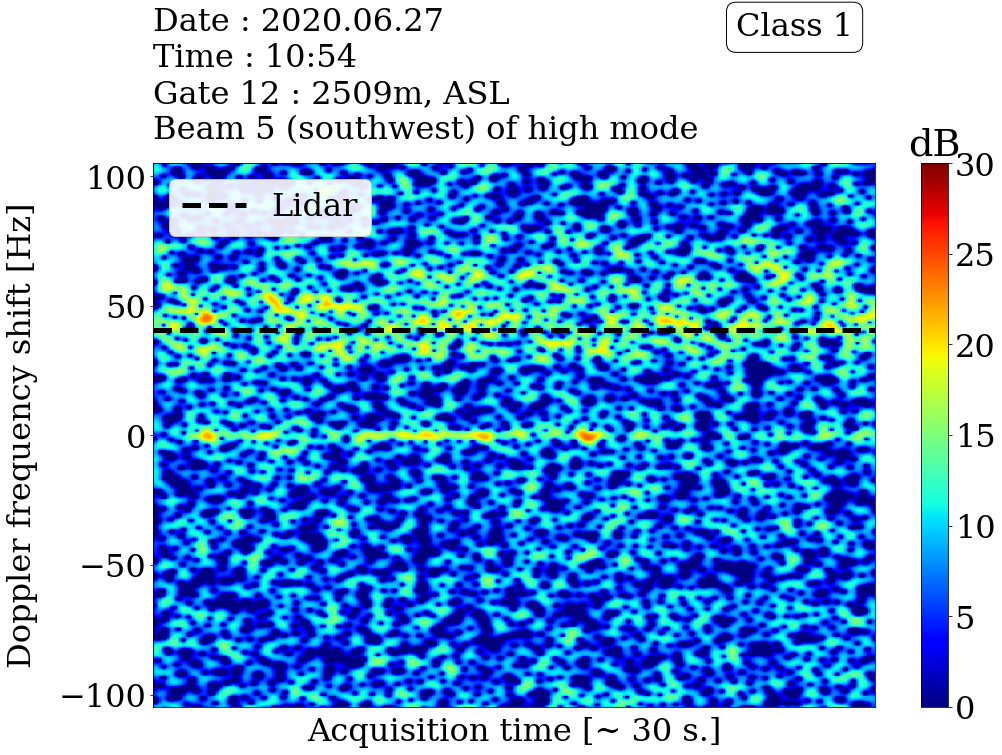 Date : 2020.06.27
Class 1
Time : 10:54
Gate 12 : 2509m, ASL
Beam 5 (southwest) of high mode
dB
Lidar
Doppler frequency shift [Hz]
100
50
0
−50
−100
30
25
20
15
10
5
0
Acquisition time [~ 30 s.]